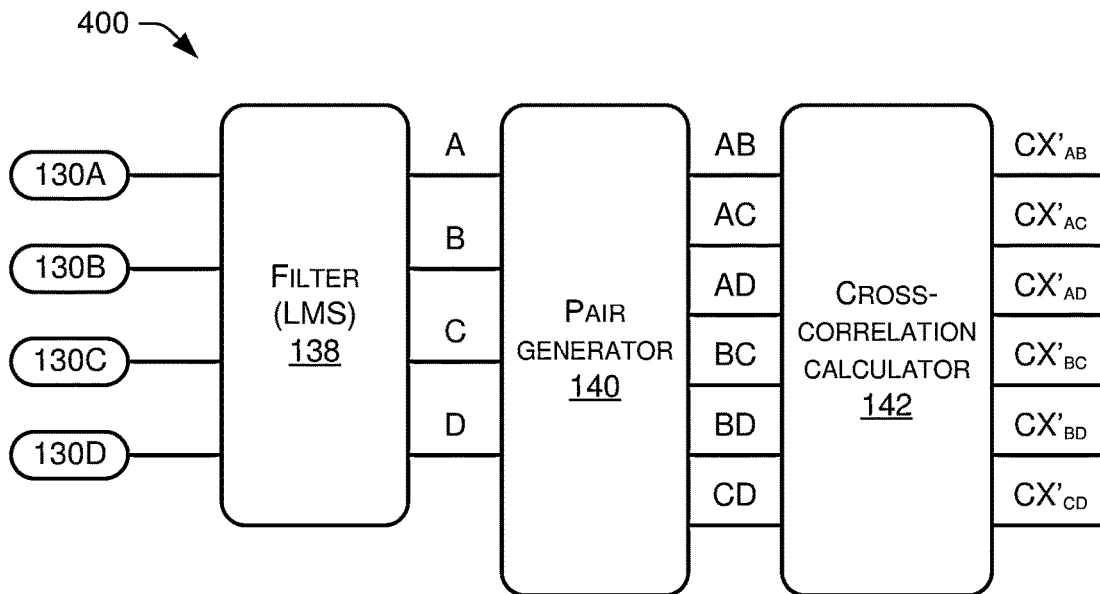 400
130A
130B
130C
130D
FILTER
(LMS)
138
A
B
C
D
PAIR
GENERATOR
140
AB
AC
AD
BC
BD
CD
CROSS-
CORRELATION
CALCULATOR
142
CX'AB
CX'AC
CX'AD
CX'BC
CX'BD
CX'CD